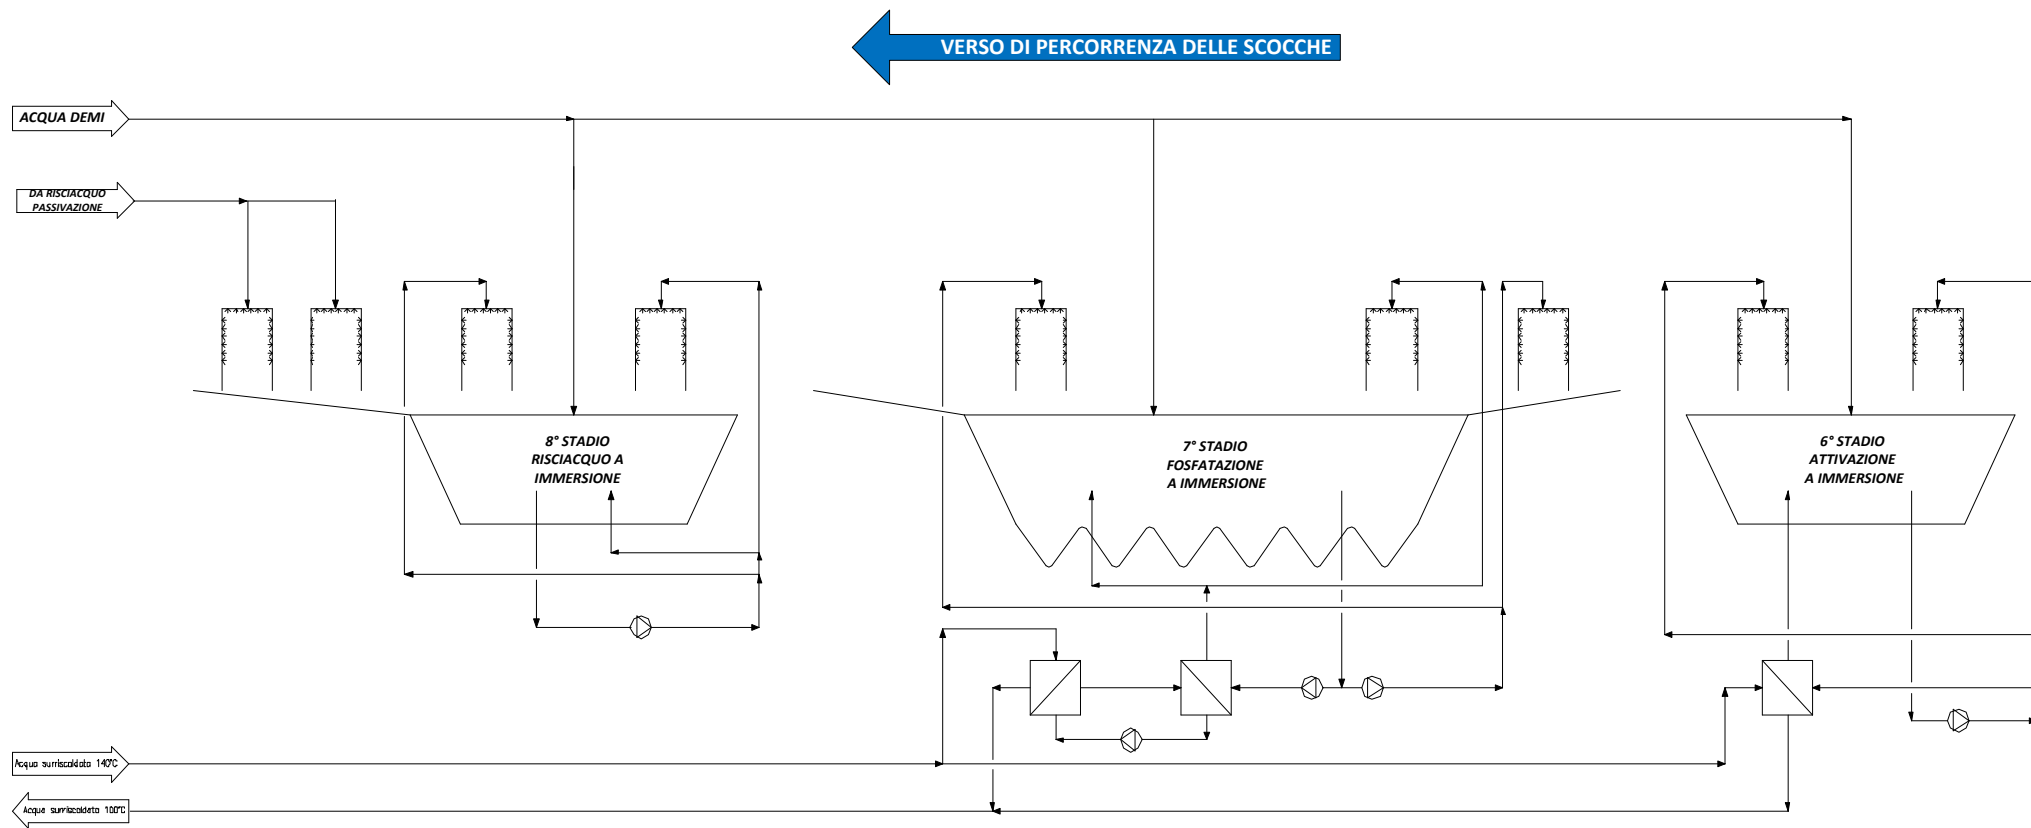 VERSO DI PERCORRENZA DELLE SCOCCHE
ACQUA DEMI
DA RISCIACQUO
PASSIVAZIONE
8° STADIO
RISCIACQUO A
IMMERSIONE
7° STADIO
FOSFATAZIONE
A IMMERSIONE
6° STADIO
ATTIVAZIONE
A IMMERSIONE
Acqua surriscaldata 140°C
Acqua surriscaldata 100°C